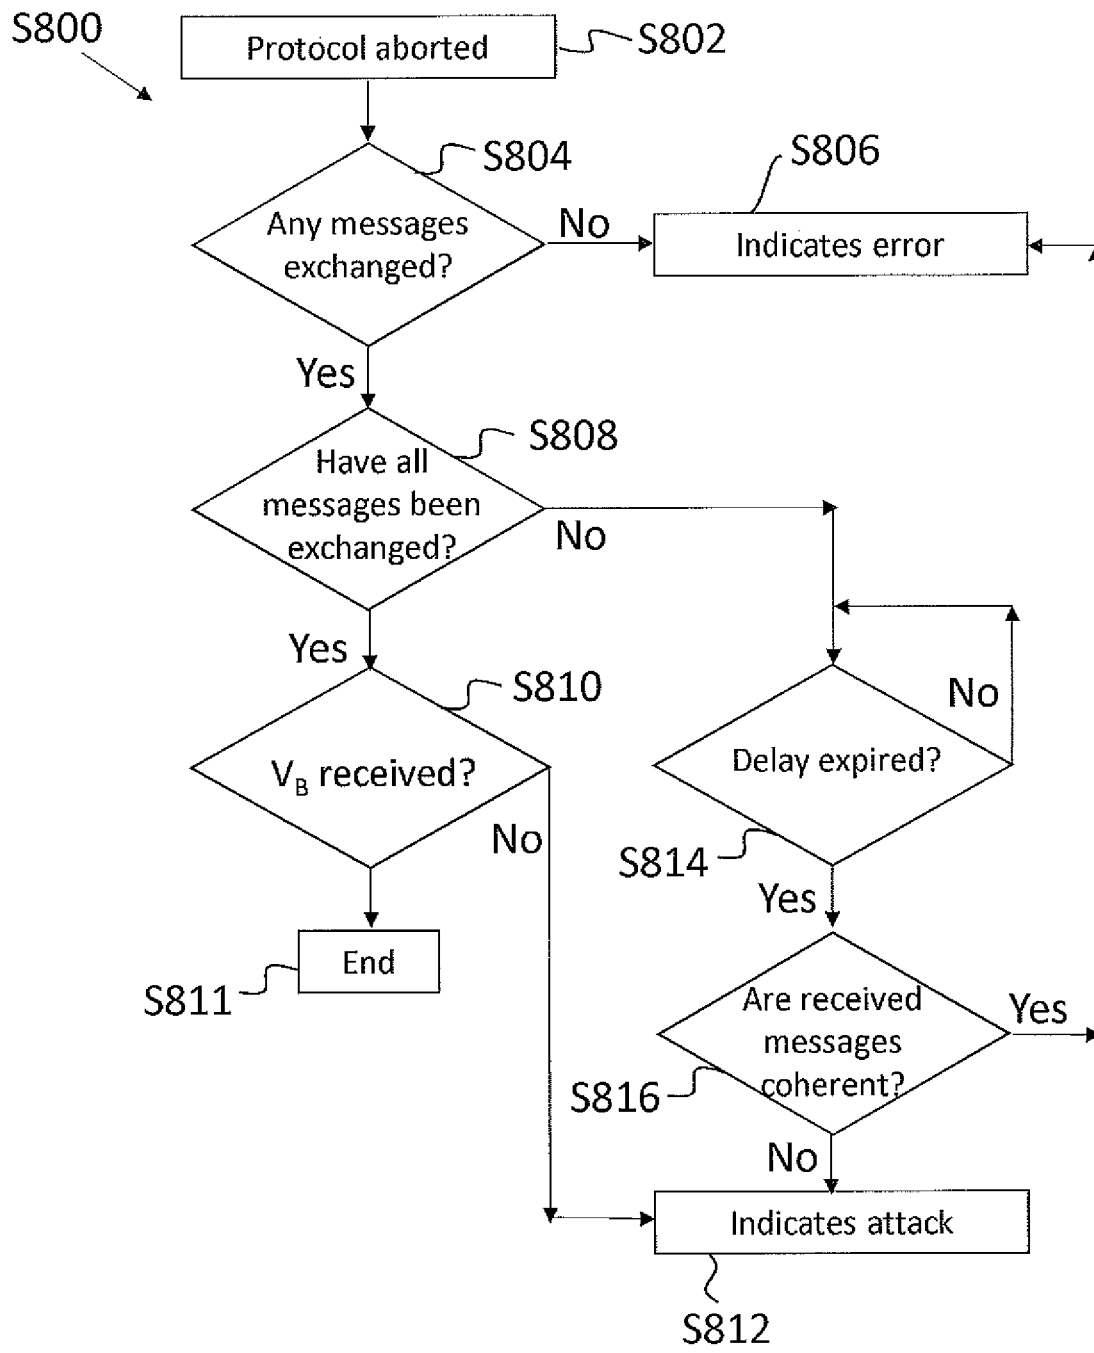 S800
Protocol aborted
S802
S804
Any messages
exchanged?
No
S806
Indicates error
Yes
S808
Have all
messages been
exchanged?
No
Yes
S810
V_B received?
No
Delay expired?
No
S814
Yes
End
S811
Are received
messages
coherent?
Yes
S816
No
Indicates attack
S812